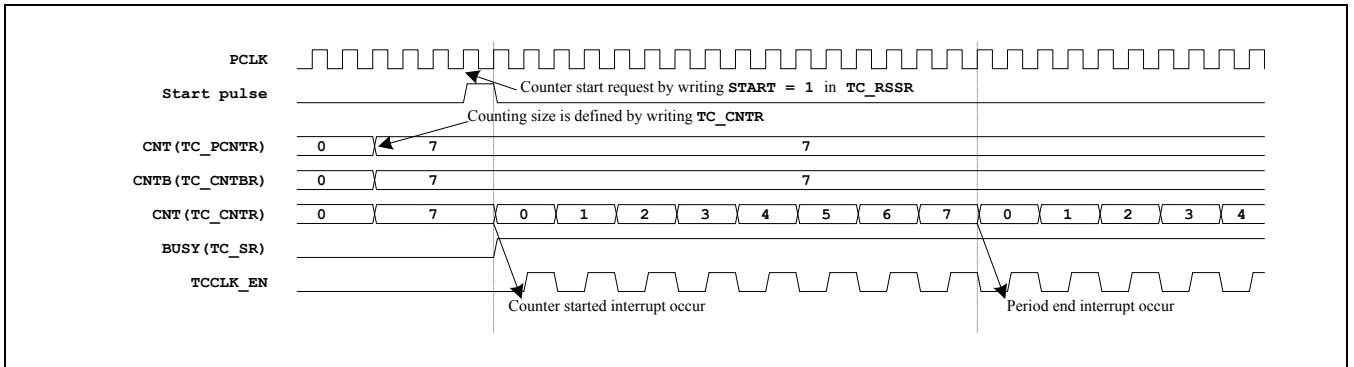 PCLK
Counter start request by writing START = 1 in TC_RSSR
Start pulse
Counting size is defined by writing TC_CNTR
CNT(TC_PCNTR) 0 7 7
CNTB(TC_CNTBR) 0 7 7
CNT(TC_CNTR) 0 7 0 1 2 3 4 5 6 7 0 1 2 3 4
BUSY(TC_SR)
TCCLK_EN
Counter started interrupt occur Period end interrupt occur